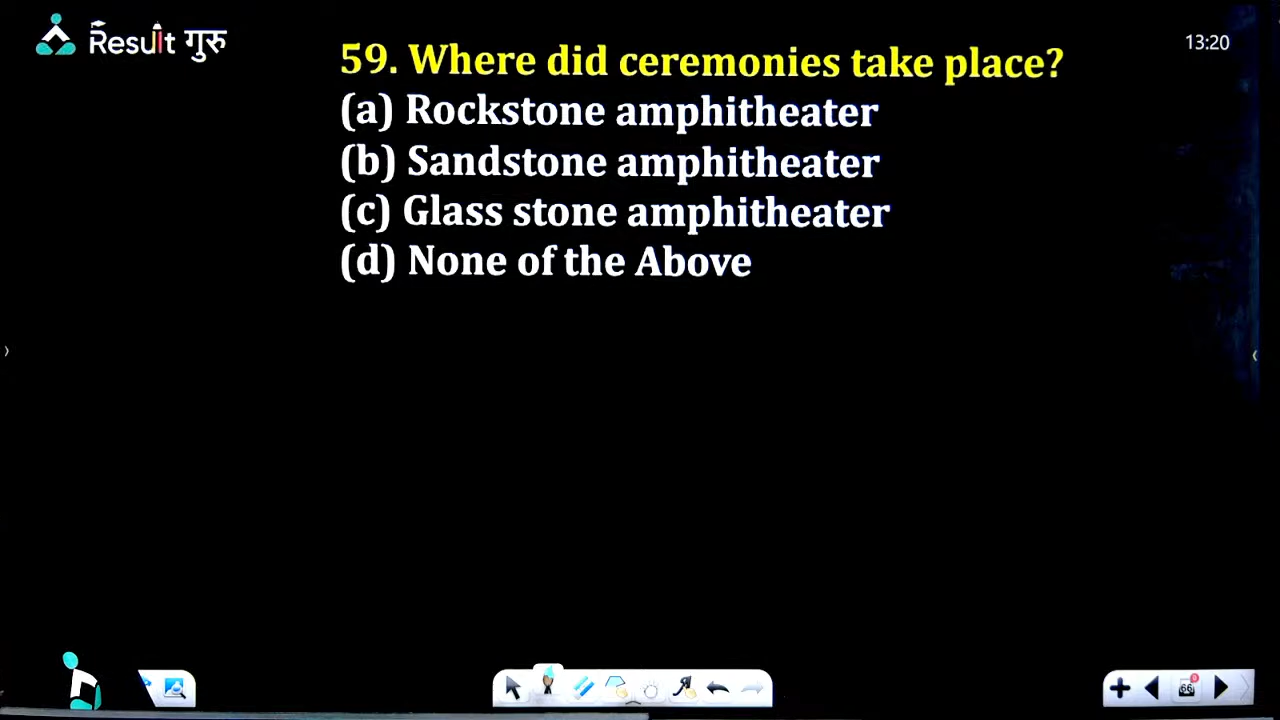 Result गुरु
13:20
59. Where did ceremonies take place?
(a) Rockstone amphitheater
(b) Sandstone amphitheater
(c) Glass stone amphitheater
(d) None of the Above